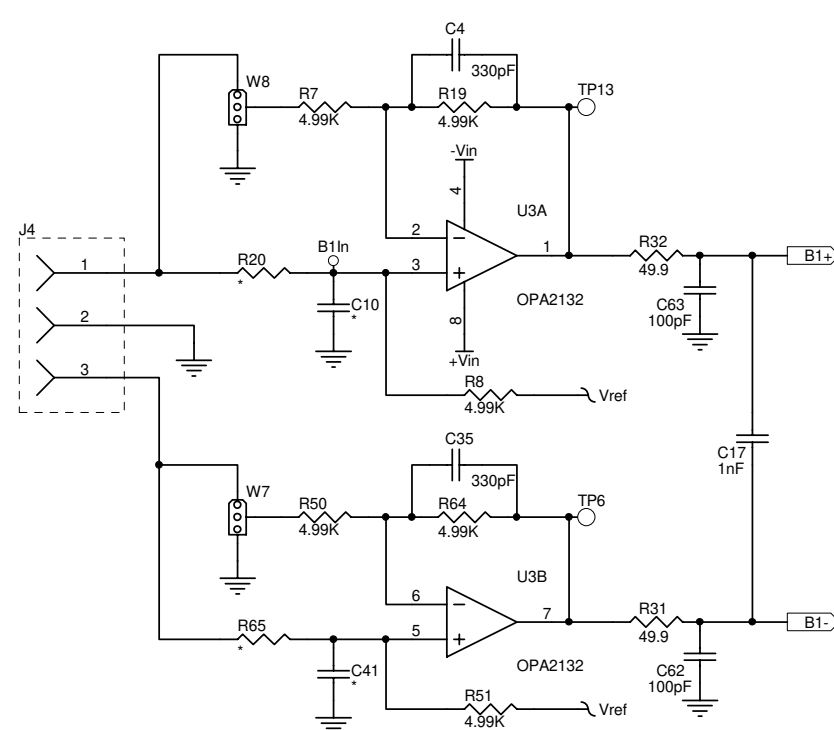 C4
330pF
W8
R7
4.99K
R19
4.99K
TP13
-Vin
4
U3A
J4
2
1
B1In
R20
*
1
3
R32
49.9
B1+
C10
*
OPA2132
C63
100pF
2
8
+Vin
3
R8
4.99K
Vref
C35
330pF
C17
1nF
W7
R50
4.99K
R64
4.99K
TP6
U3B
6
7
R65
*
5
R31
49.9
B1-
C41
*
OPA2132
C62
100pF
R51
4.99K
Vref